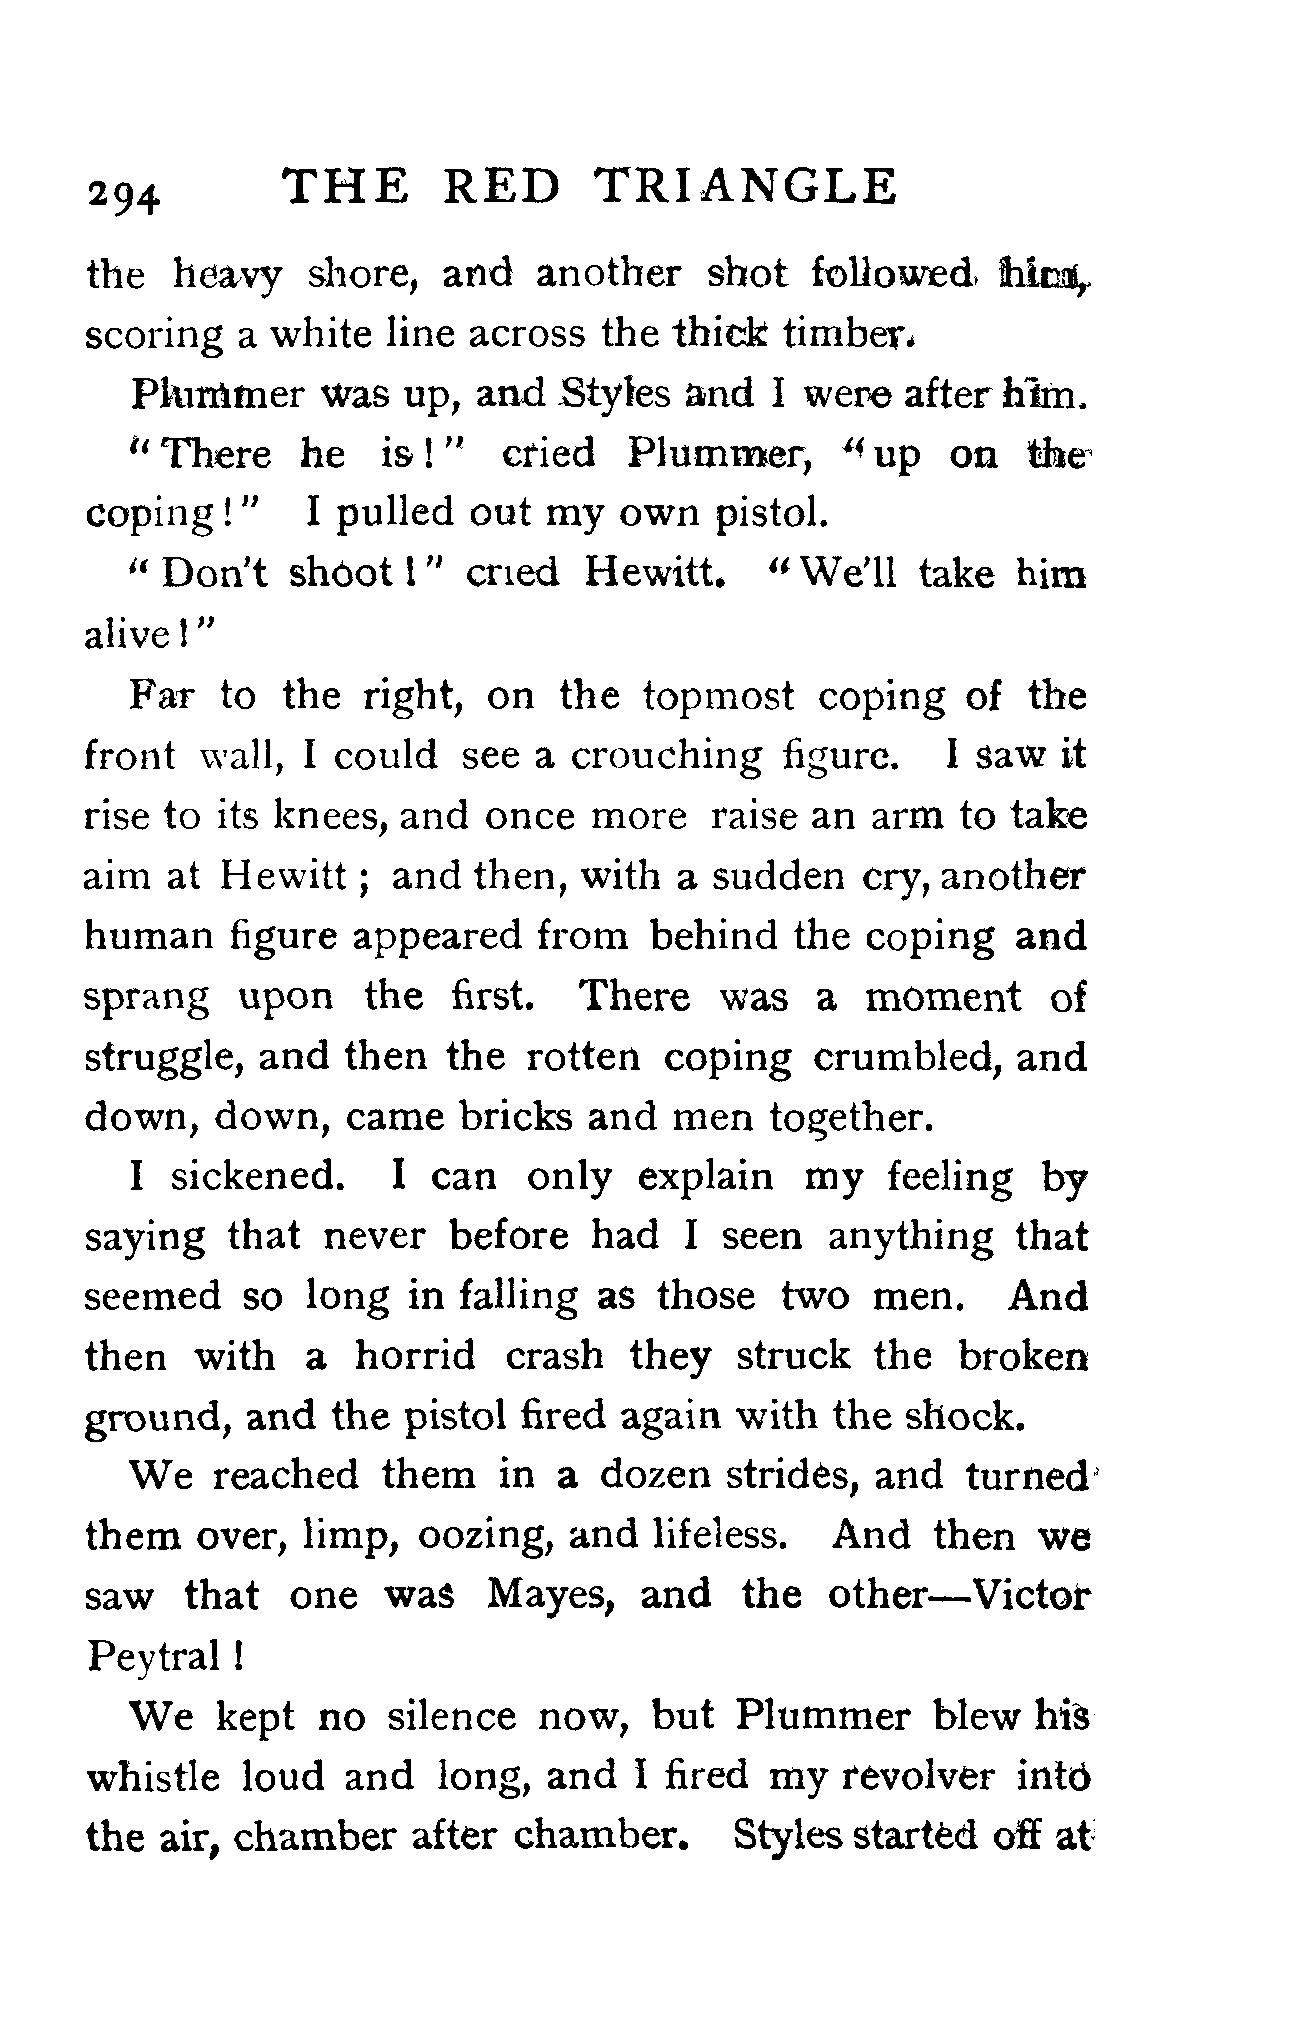 294 THE RED TRIANGLE
the heavy shore, and another shot followed him,
scoring a white line across the thick timber.
Plummer was up, and Styles and I were after him.
"There he is!" cried Plummer, "up on the
coping!" I pulled out my own pistol.
"Don't shoot!" cried Hewitt. "We'll take him
alive!"
Far to the right, on the topmost coping of the
front wall, I could see a crouching figure. I saw it
rise to its knees, and once more raise an arm to take
aim at Hewitt; and then, with a sudden cry, another
human figure appeared from behind the coping and
sprang upon the first. There was a moment of
struggle, and then the rotten coping crumbled, and
down, down, came bricks and men together.
I sickened. I can only explain my feeling by
saying that never before had I seen anything that
seemed so long in falling as those two men. And
then with a horrid crash they struck the broken
ground, and the pistol fired again with the shock.
We reached them in a dozen strides, and turned
them over, limp, oozing, and lifeless. And then we
saw that one was Mayes, and the other—Victor
Peytral!
We kept no silence now, but Plummer blew his
whistle loud and long, and I fired my revolver into
the air, chamber after chamber. Styles started off at